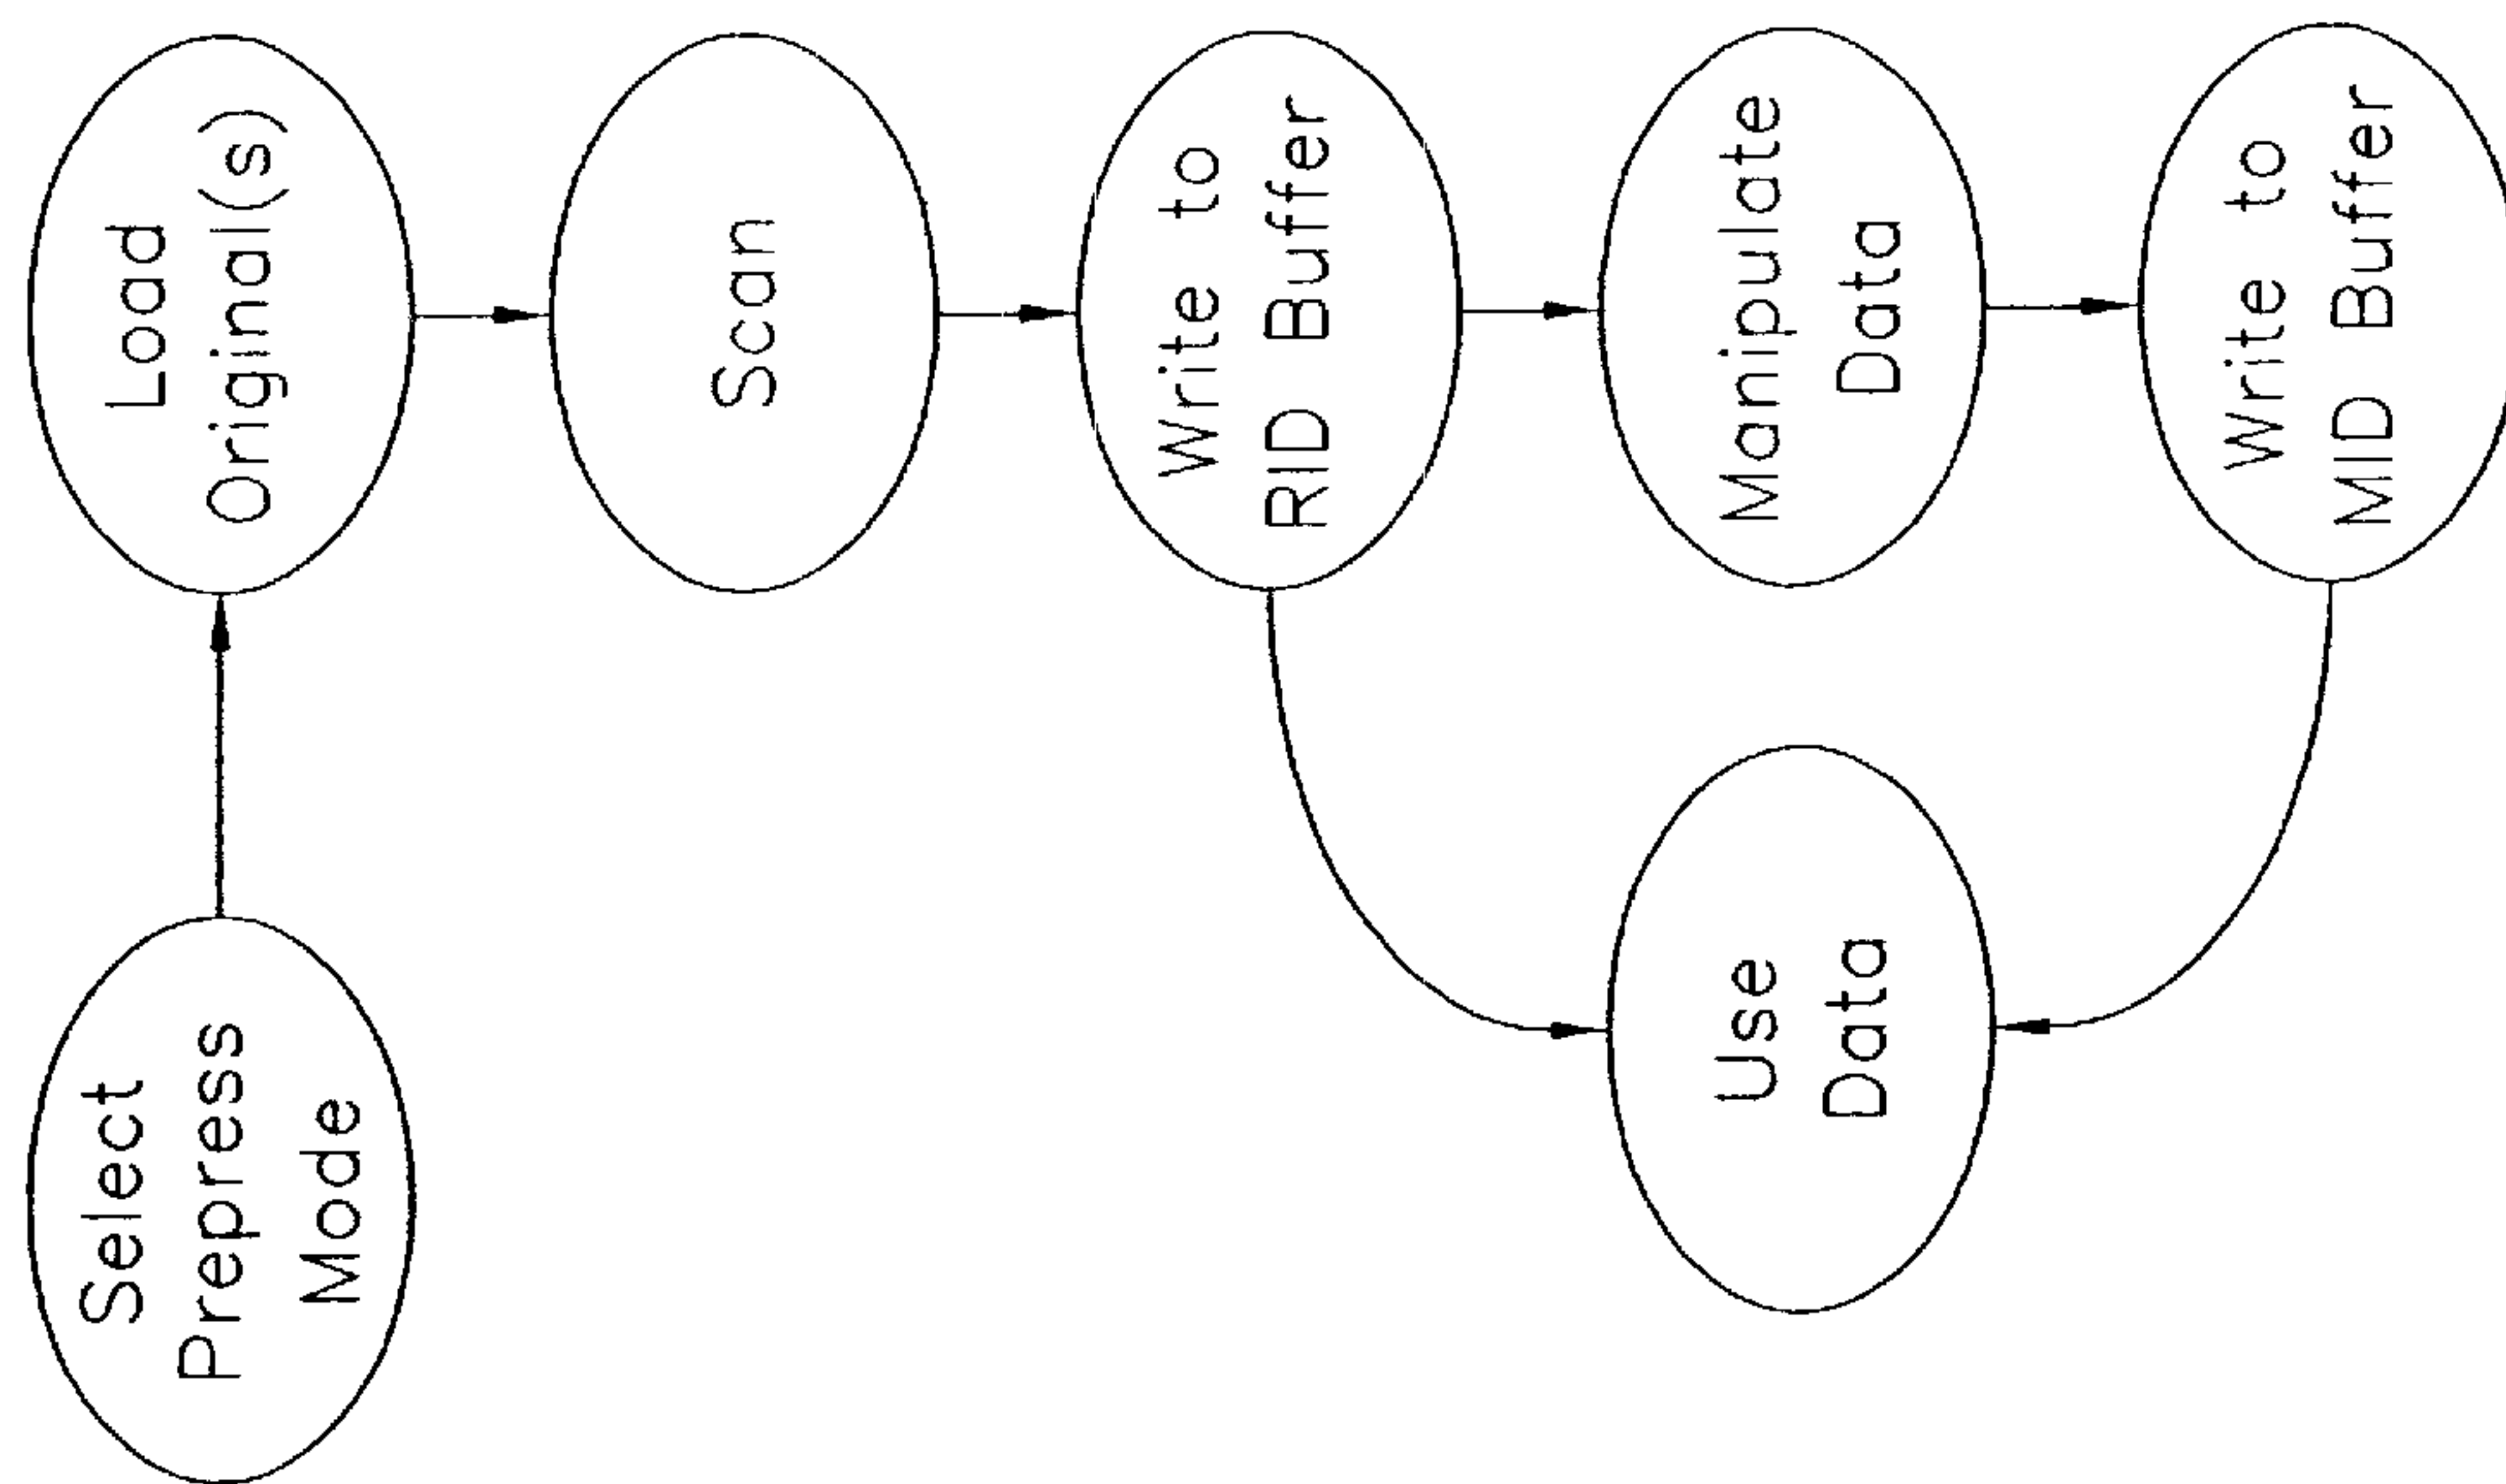 Select
Prepress
Mode
Load
Original(s)
Scan
Write to
RID Buffer
Manipulate
Data
Write to
MID Buffer
Use
Data